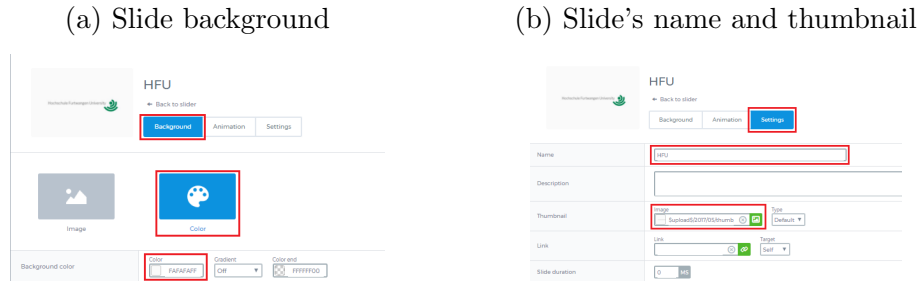 (a) Slide background
(b) Slide's name and thumbnail
HFU
← Back to slider
Background Animation Settings
Image
Color
Background color
Color
FAFAFAFF
Gradient
Off
Color end
FFFFFF00
HFU
← Back to slider
Background Animation Settings
Name
HFU
Description
Thumbnail
Image
$upload$/2017/05/thumb
Type
Default
Link
Link
Target
Self
Slide duration
0 MS